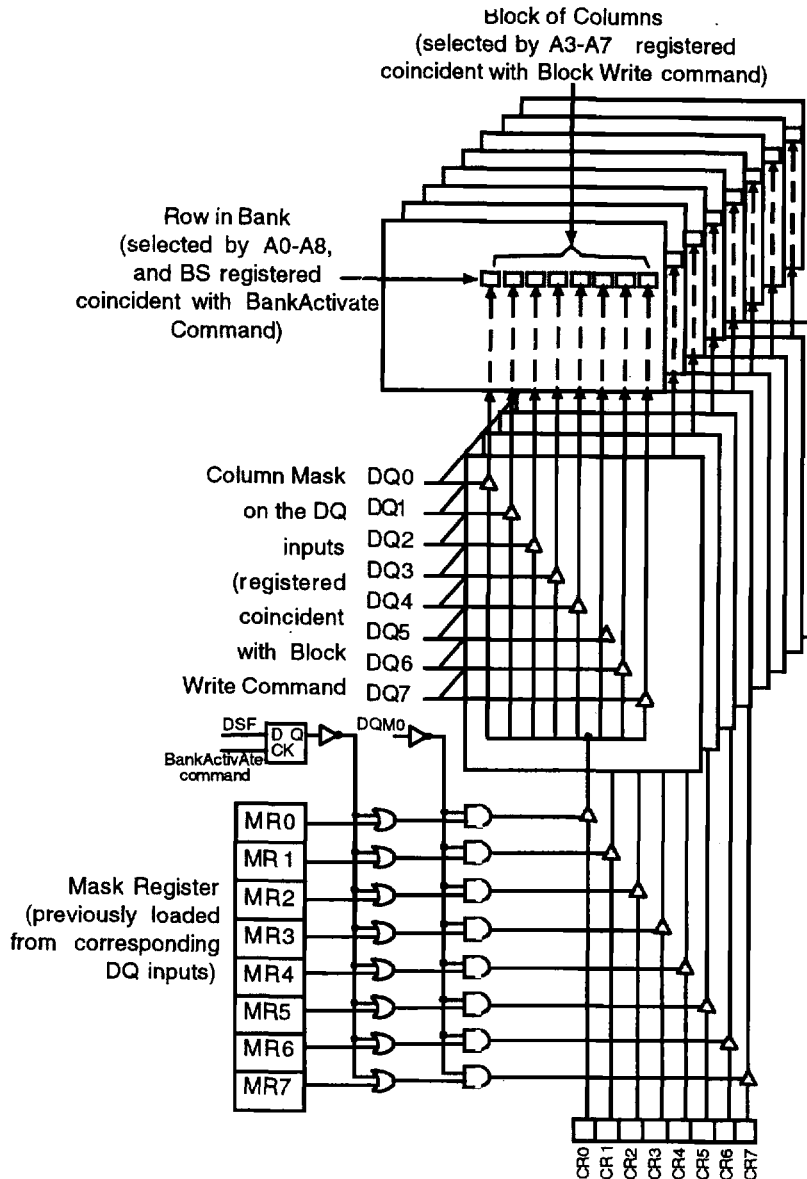 Block of Columns
(selected by A3-A7 registered
coincident with Block Write command)
Row in Bank
(selected by A0-A8,
and BS registered
coincident with BankActivate
Command)
Column Mask DQ0
on the DQ DQ1
inputs DQ2
(registered DQ3
coincident DQ4
DQ5
with Block DQ6
Write Command DQ7
DSF
D Q
CK
BankActivAte
command
DQM0
MR0
MR1
MR2
MR3
MR4
MR5
MR6
MR7
Mask Register
(previously loaded
from corresponding
DQ inputs)
CR0
CR1
CR2
CR3
CR4
CR5
CR6
CR7